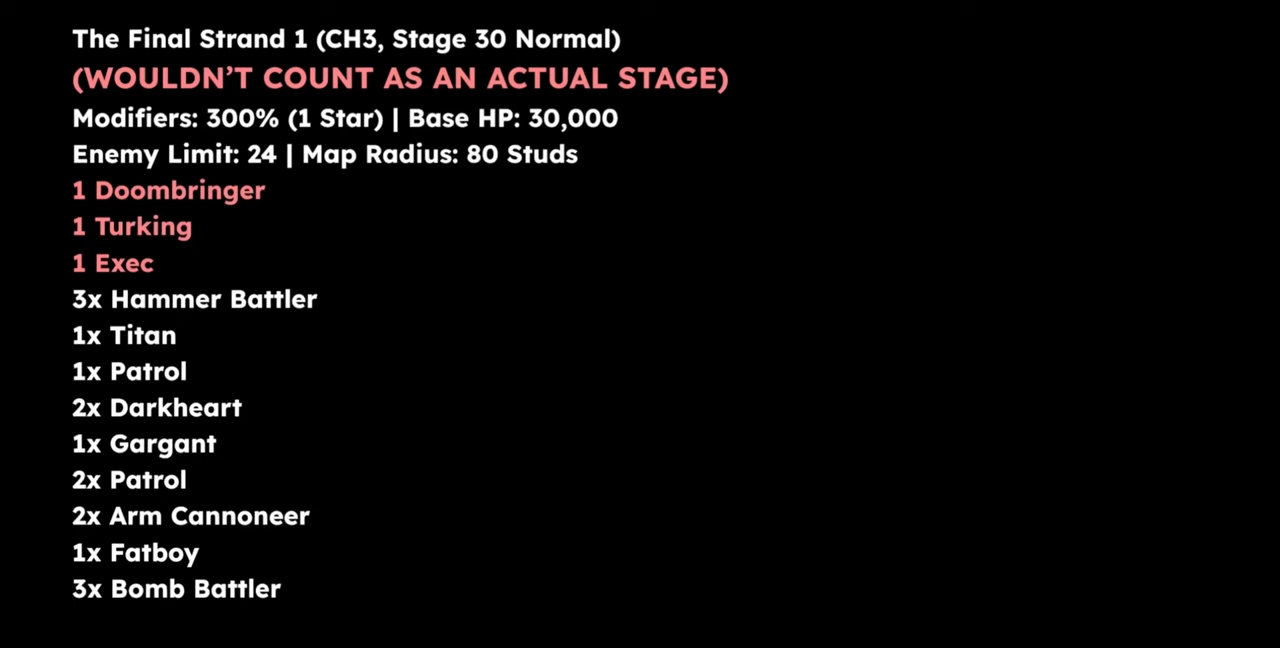 The Final Strand 1 (CH3, Stage 30 Normal)
(WOULDN'T COUNT AS AN ACTUAL STAGE)
Modifiers: 300% (1 Star) | Base HP: 30,000
Enemy Limit: 24 | Map Radius: 80 Studs
1 Doombringer
1 Turking
1 Exec
3x Hammer Battler
1x Titan
1x Patrol
2x Darkheart
1x Gargant
2x Patrol
2x Arm Cannoneer
1x Fatboy
3x Bomb Battler